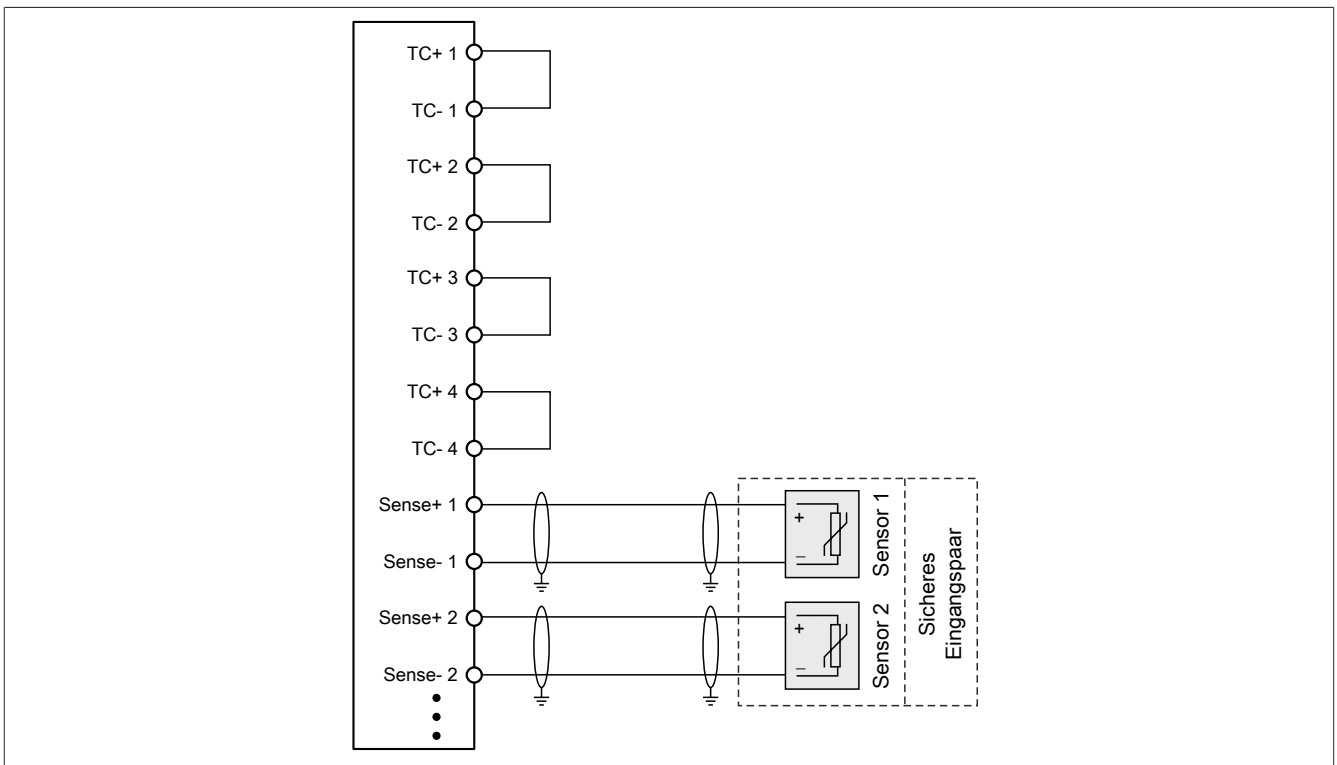 TC+ 1
TC- 1
TC+ 2
TC- 2
TC+ 3
TC- 3
TC+ 4
TC- 4
Sense+ 1
Sense- 1
Sense+ 2
Sense- 2
+
–
Sensor 1
+
–
Sensor 2
Sicheres
Eingangspaar